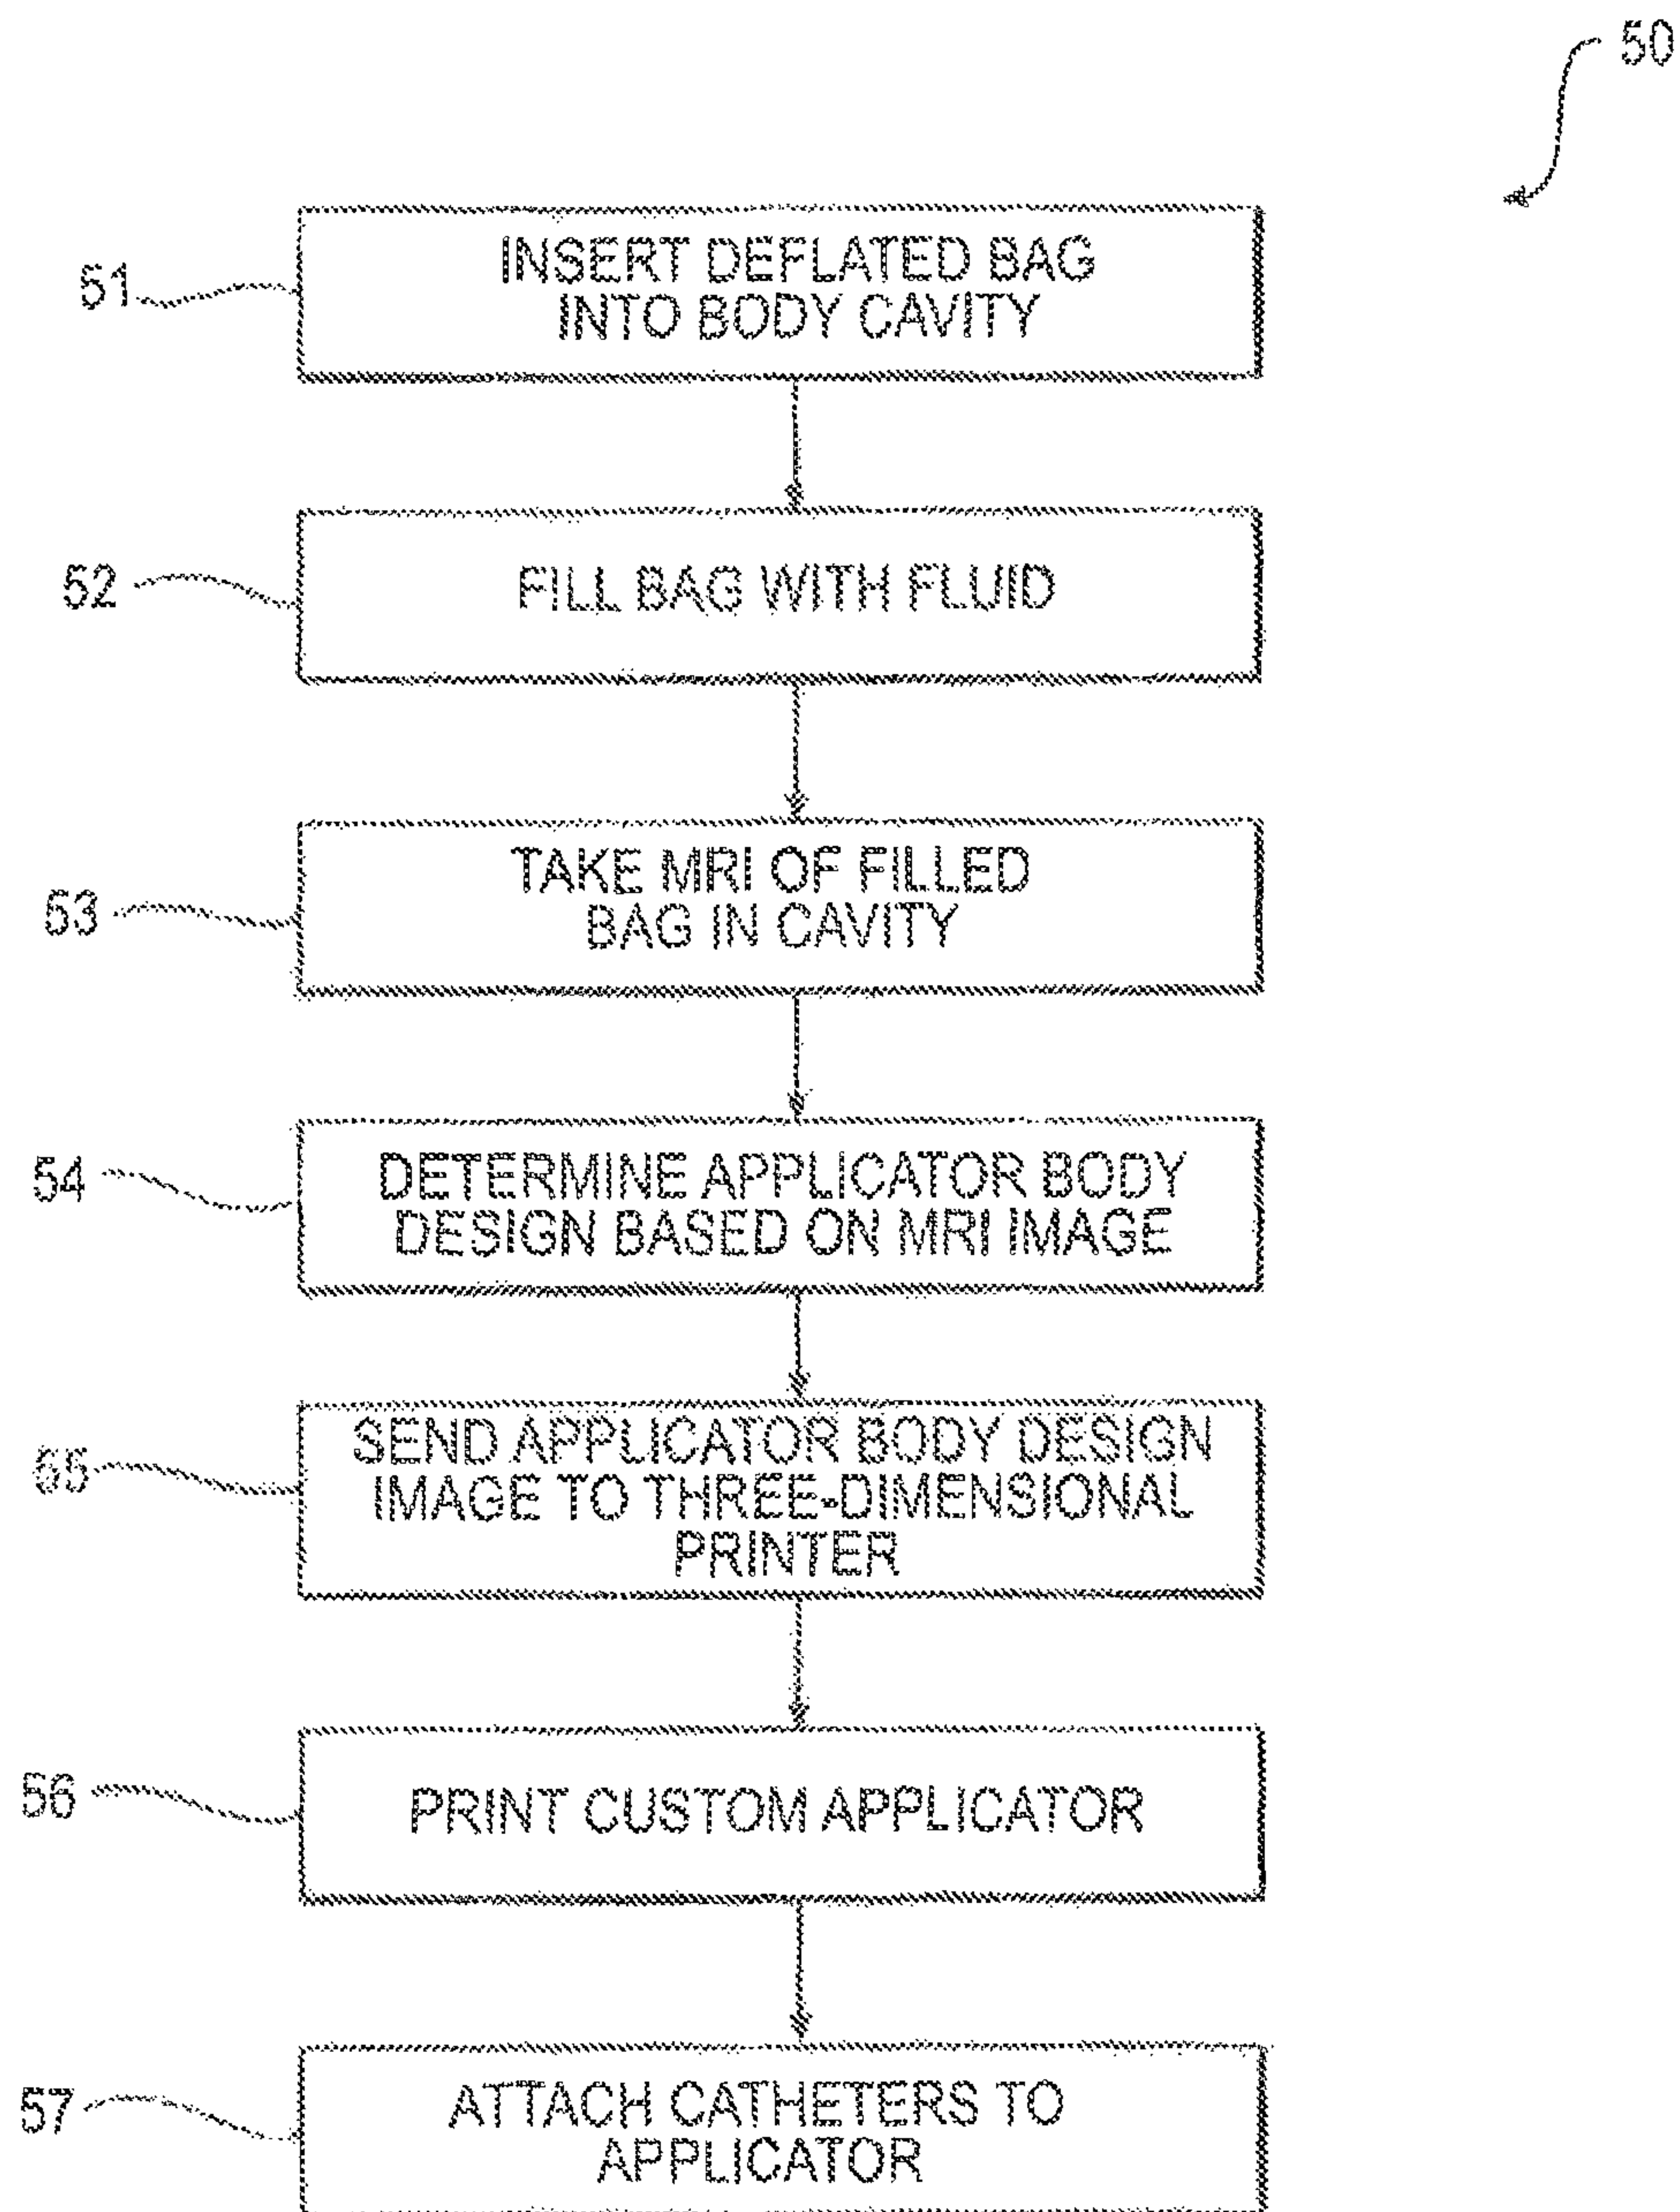 50
51
INSERT DEFLATED BAG
INTO BODY CAVITY
52
FILL BAG WITH FLUID
53
TAKE MRI OF FILLED
BAG IN CAVITY
54
DETERMINE APPLICATOR BODY
DESIGN BASED ON MRI IMAGE
55
SEND APPLICATOR BODY DESIGN
IMAGE TO THREE-DIMENSIONAL
PRINTER
56
PRINT CUSTOM APPLICATOR
57
ATTACH CATHETERS TO
APPLICATOR